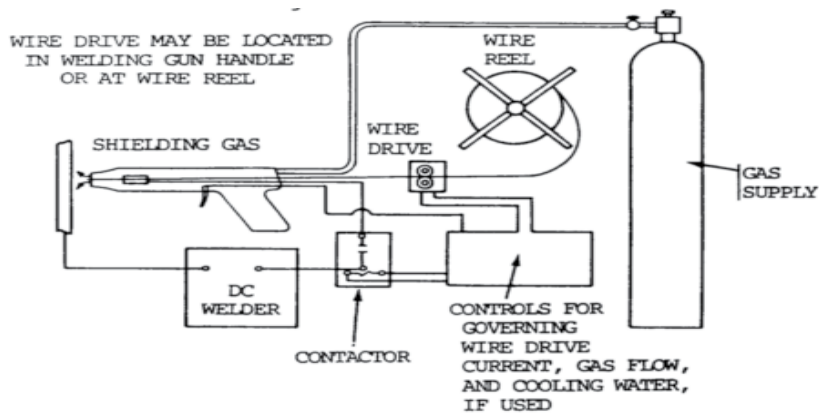 WIRE DRIVE MAY BE LOCATED
IN WELDING GUN HANDLE
OR AT WIRE REEL
WIRE
REEL
SHIELDING GAS
WIRE
DRIVE
GAS
SUPPLY
DC
WELDER
CONTACTOR
CONTROLS FOR
GOVERNING
WIRE DRIVE
CURRENT, GAS FLOW,
AND COOLING WATER,
IF USED